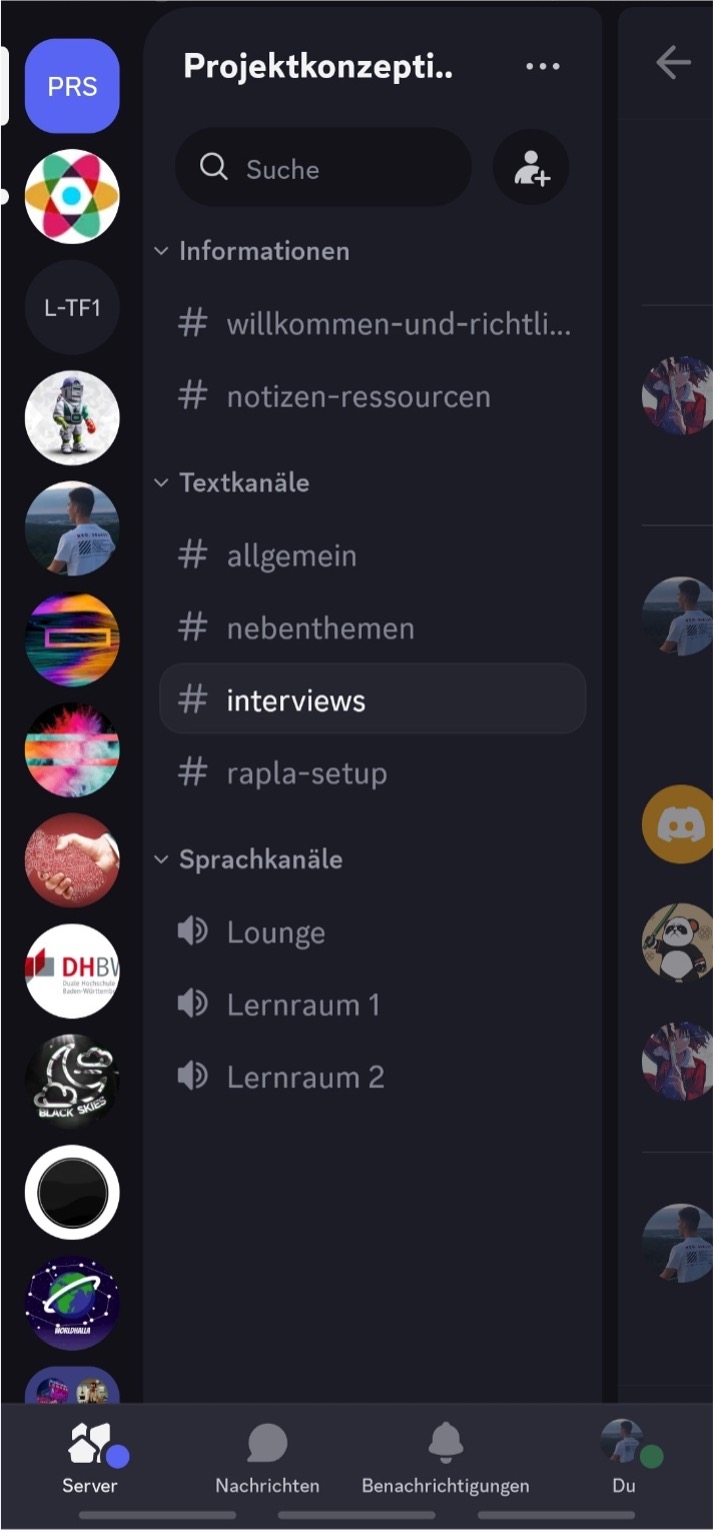 PRS
Projektkonzepti..
Suche
L-TF1
Informationen
# willkommen-und-richtli...
# notizen-ressourcen
Textkanäle
# allgemein
# nebenthemen
# interviews
# rapla-setup
Sprachkanäle
Lounge
Lernraum 1
Lernraum 2
DHBW
Duale Hochschule
Baden-Württemb
BLACK SKIES
WORLDHALLA
Server
Nachrichten
Benachrichtigungen
Du